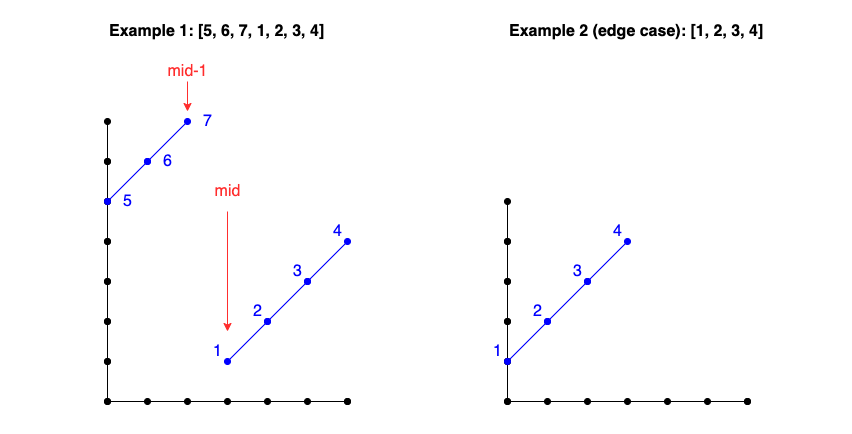 Example 1: [5, 6, 7, 1, 2, 3, 4]
mid-1
7
6
5
mid
4
3
2
1
Example 2 (edge case): [1, 2, 3, 4]
4
3
2
1